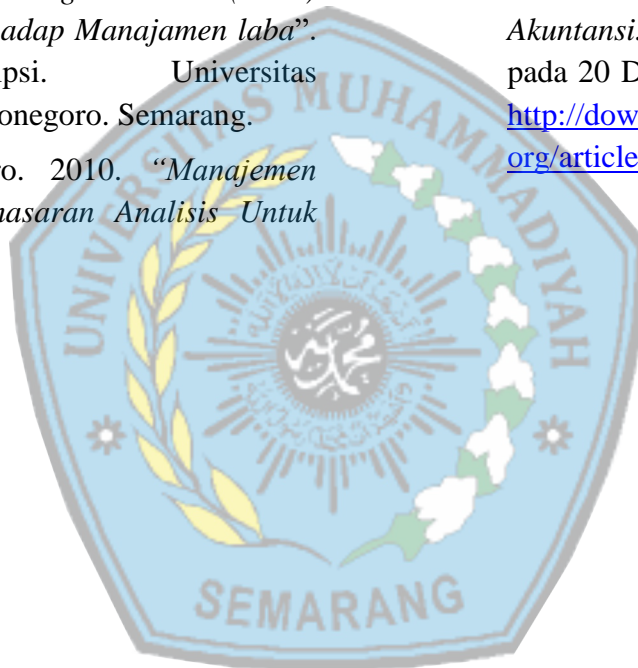 adap Manajamen laba".
psi. Universitas
onegoro. Semarang.
ro. 2010. "Manajemen
asaran Analisis Untuk
Akuntansi.
pada 20 D
http://dow
org/article
UNIVERSITAS MUHAMMADIYAH
SEMARANG